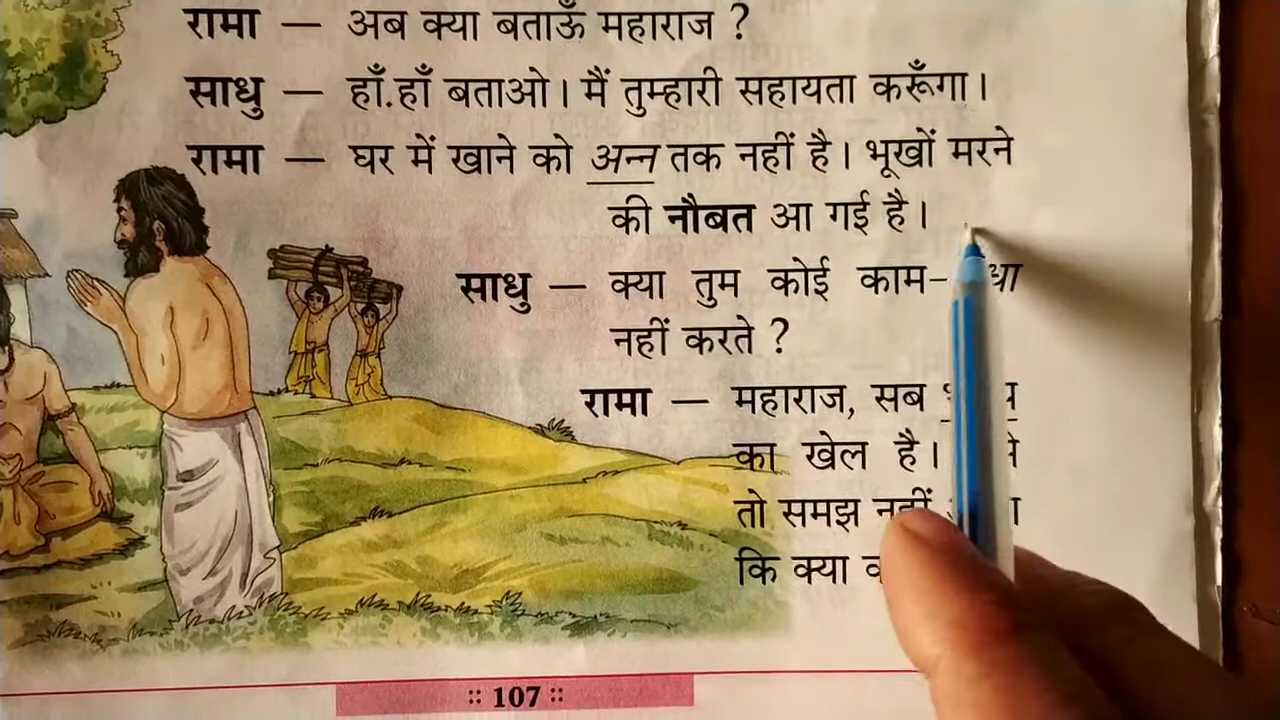 रामा — अब क्या बताऊँ महाराज ?
साधु — हाँ.हाँ बताओ। मैं तुम्हारी सहायता करूँगा।
रामा — घर में खाने को अन्न तक नहीं है। भूखों मरने
की नौबत आ गई है।
साधु — क्या तुम कोई काम-
नहीं करते ?
रामा — महाराज, सब
का खेल है।
तो समझ नहीं
कि क्या
:: 107 ::